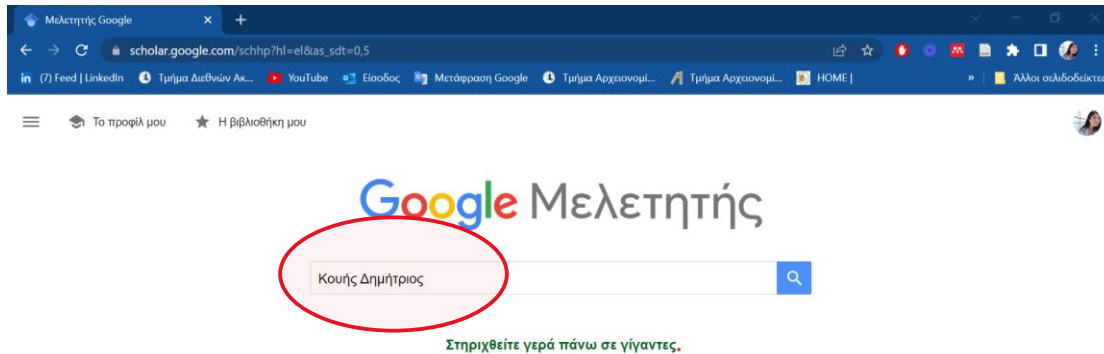 Μελετητής Google
scholar.google.com/schhp?hl=el&as_sdt=0,5
(7) Feed | LinkedIn Τμήμα Διεθνών Ακ... YouTube Είσοδος Μετάφραση Google Τμήμα Αρχειονομί... Τμήμα Αρχειονομί... HOME | » Άλλοι σελιδοδείκτες
Το προφίλ μου Η βιβλιοθήκη μου
Google Μελετητής
Κουής Δημήτριος
Στηριχθείτε γερά πάνω σε γίγαντες.